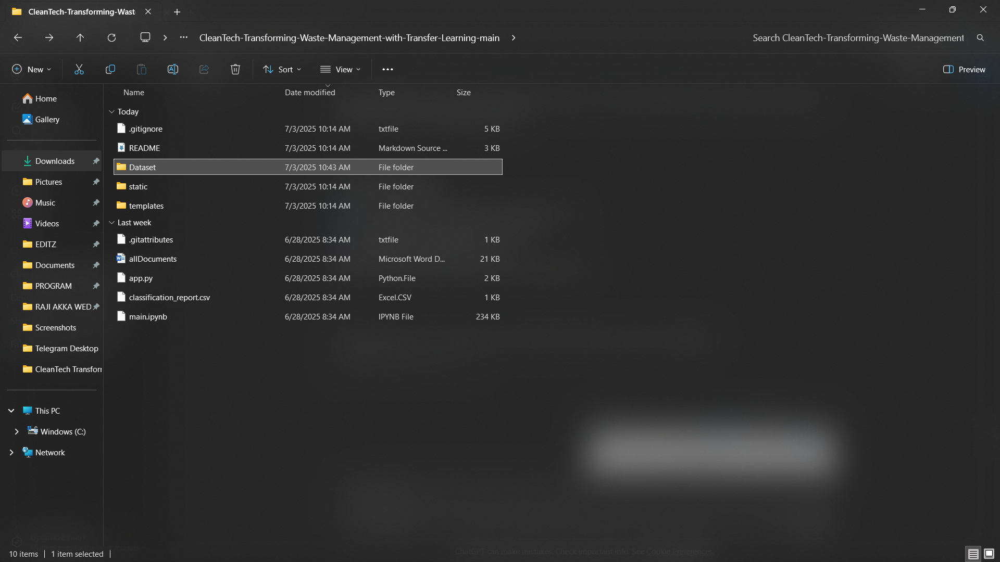 CleanTech-Transforming-Wast
CleanTech-Transforming-Waste-Management-with-Transfer-Learning-main
Search CleanTech-Transforming-Waste-Management
New
Sort
View
Preview
Name Date modified Type Size
Home
Gallery
Downloads
Pictures
Music
Videos
EDITZ
Documents
PROGRAM
RAJI AKKA WED
Screenshots
Telegram Desktop
CleanTech Transfor
This PC
Windows (C:)
Network
Today
.gitignore 7/3/2025 10:14 AM txtfile 5 KB
README 7/3/2025 10:14 AM Markdown Source ... 3 KB
Dataset 7/3/2025 10:43 AM File folder
static 7/3/2025 10:14 AM File folder
templates 7/3/2025 10:14 AM File folder
Last week
.gitattributes 6/28/2025 8:34 AM txtfile 1 KB
allDocuments 6/28/2025 8:34 AM Microsoft Word D... 21 KB
app.py 6/28/2025 8:34 AM Python.File 2 KB
classification_report.csv 6/28/2025 8:34 AM Excel.CSV 1 KB
main.ipynb 6/28/2025 8:34 AM IPYNB File 234 KB
ChatGPT can make mistakes. Check important info. See Cookie Preferences.
10 items 1 item selected